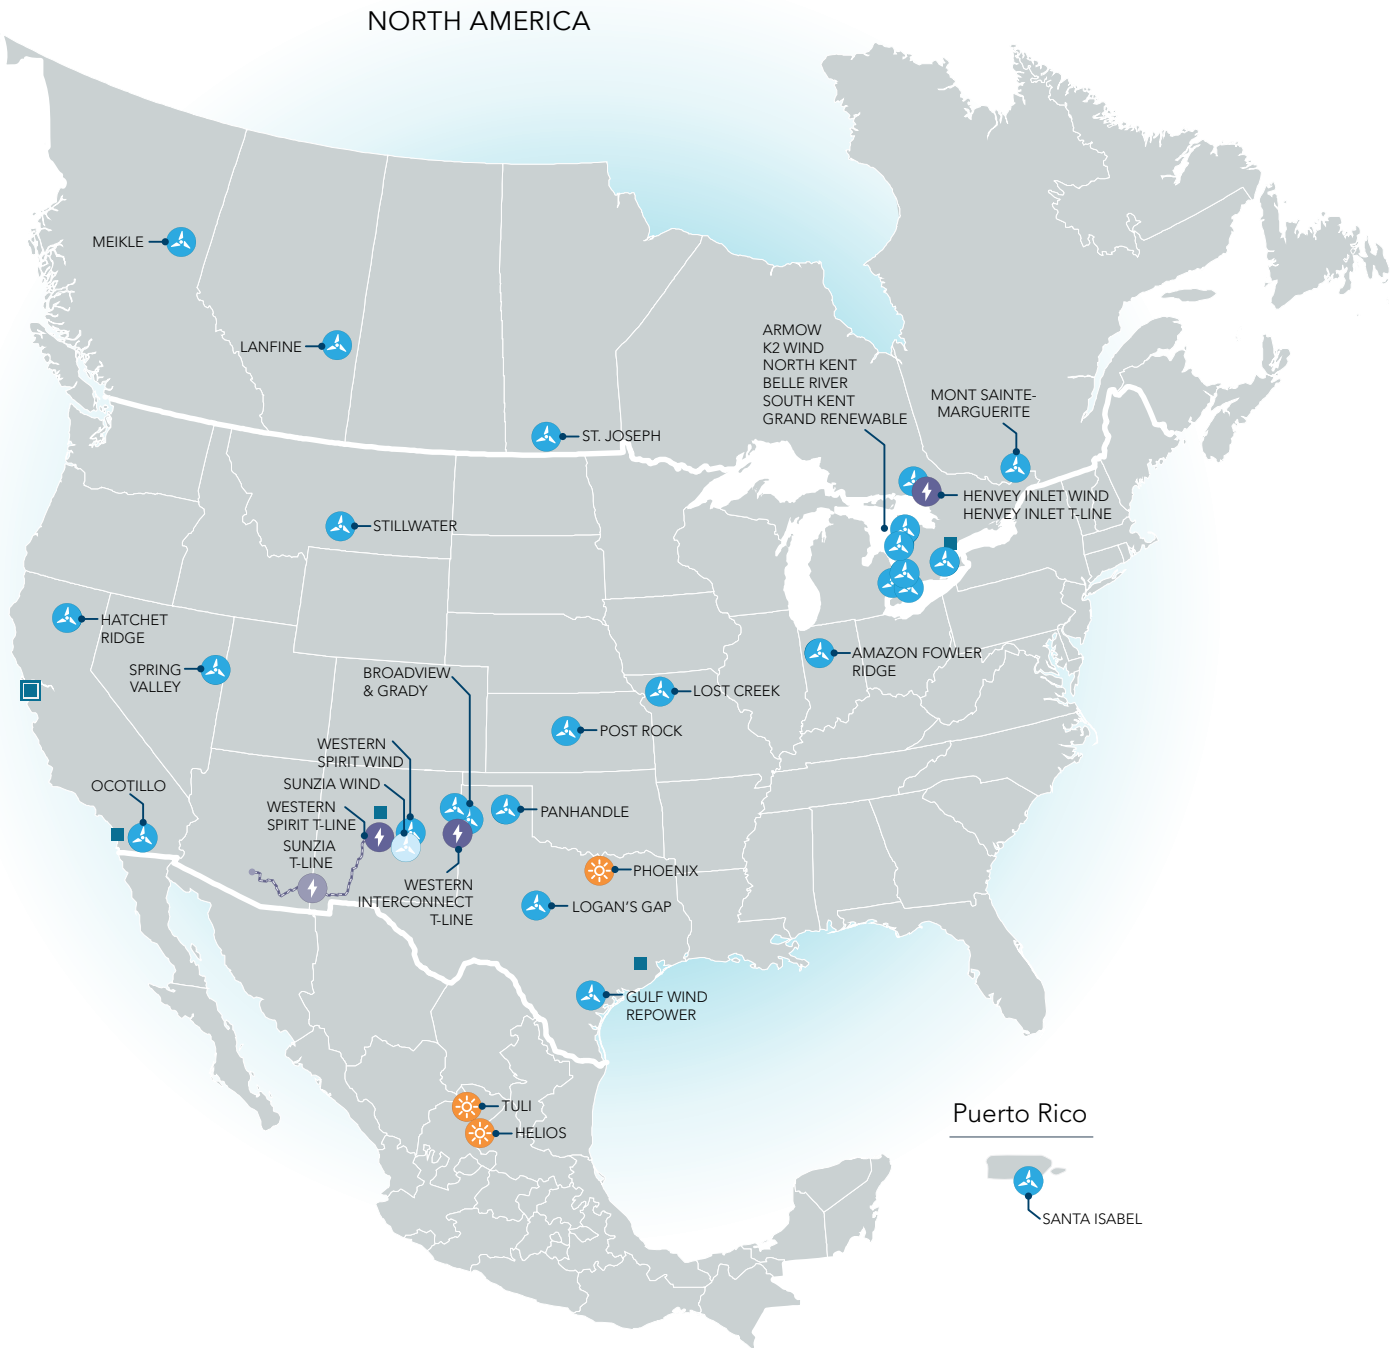 NORTH AMERICA
MEIKLE
LANFINE
ARMOW
K2 WIND
NORTH KENT
BELLE RIVER
SOUTH KENT
GRAND RENEWABLE
MONT SAINTE-
MARGUERITE
ST. JOSEPH
HENVEY INLET WIND
HENVEY INLET T-LINE
STILLWATER
HATCHET
RIDGE
SPRING
VALLEY
BROADVIEW
& GRADY
AMAZON FOWLER
RIDGE
LOST CREEK
POST ROCK
WESTERN
SPIRIT WIND
SUNZIA WIND
OCOTILLO
WESTERN
SPIRIT T-LINE
SUNZIA
T-LINE
PANHANDLE
PHOENIX
WESTERN
INTERCONNECT
T-LINE
LOGAN'S GAP
GULF WIND
REPOWER
TULI
HELIOS
Puerto Rico
SANTA ISABEL